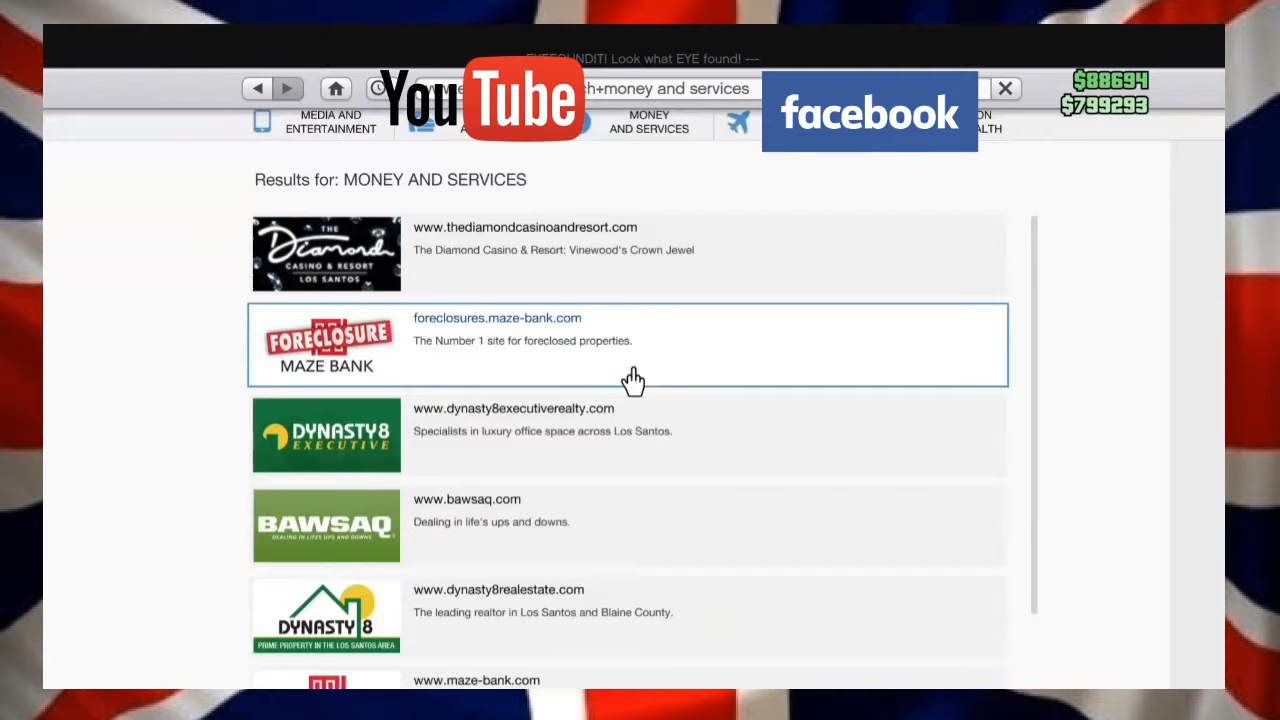 EYEFOUNDIT! Look what EYE found! ---
YouTube
ch+money and services
facebook
$88694
$799293
MEDIA AND
ENTERTAINMENT
MONEY
AND SERVICES
Results for: MONEY AND SERVICES
THE
Diamond
CASINO & RESORT
LOS SANTOS
www.thediamondcasinoandresort.com
The Diamond Casino & Resort: Vinewood's Crown Jewel
FORECLOSURE
MAZE BANK
foreclosures.maze-bank.com
The Number 1 site for foreclosed properties.
DYNASTY8
EXECUTIVE
www.dynasty8executiverealty.com
Specialists in luxury office space across Los Santos.
BAWSAQ
DEALING IN LIFE'S UPS AND DOWNS
www.bawsaq.com
Dealing in life's ups and downs.
DYNASTY 8
PRIME PROPERTY IN THE LOS SANTOS AREA
www.dynasty8realestate.com
The leading realtor in Los Santos and Blaine County.
www.maze-bank.com